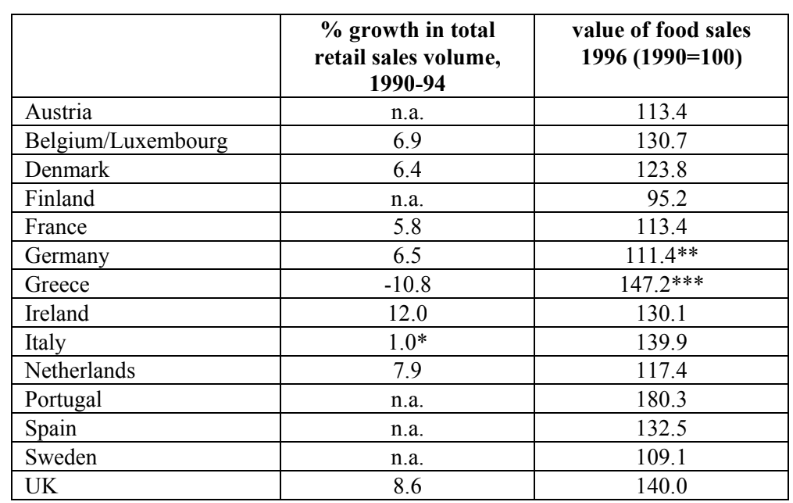 % growth in total retail sales volume, 1990-94 value of food sales 1996 (1990=100)
Austria n.a. 113.4
Belgium/Luxembourg 6.9 130.7
Denmark 6.4 123.8
Finland n.a. 95.2
France 5.8 113.4
Germany 6.5 111.4**
Greece -10.8 147.2***
Ireland 12.0 130.1
Italy 1.0* 139.9
Netherlands 7.9 117.4
Portugal n.a. 180.3
Spain n.a. 132.5
Sweden n.a. 109.1
UK 8.6 140.0